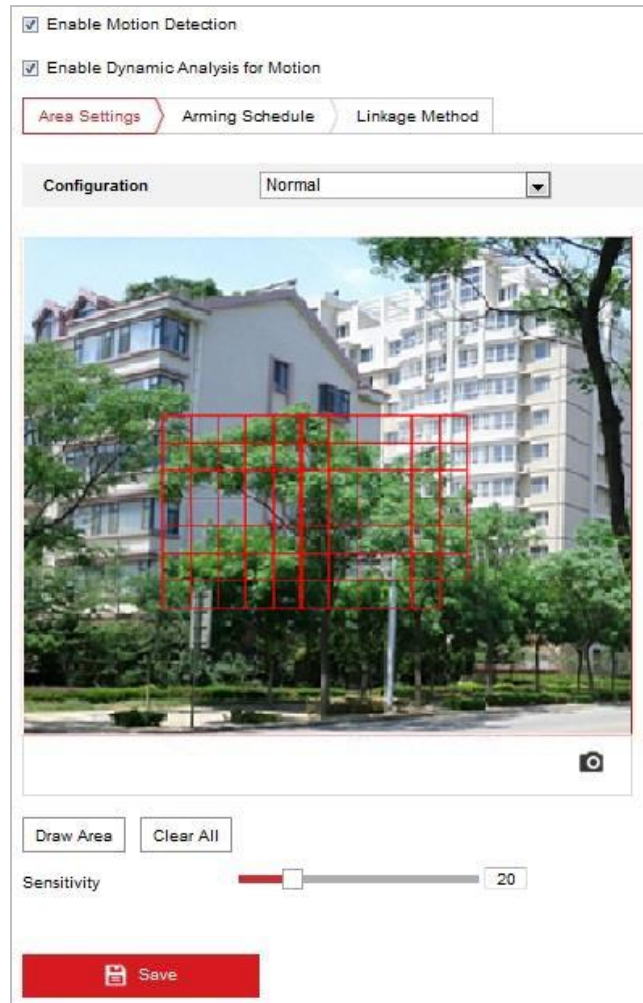 Enable Motion Detection
Enable Dynamic Analysis for Motion
Area Settings Arming Schedule Linkage Method
Configuration Normal
Draw Area Clear All
Sensitivity 20
Save